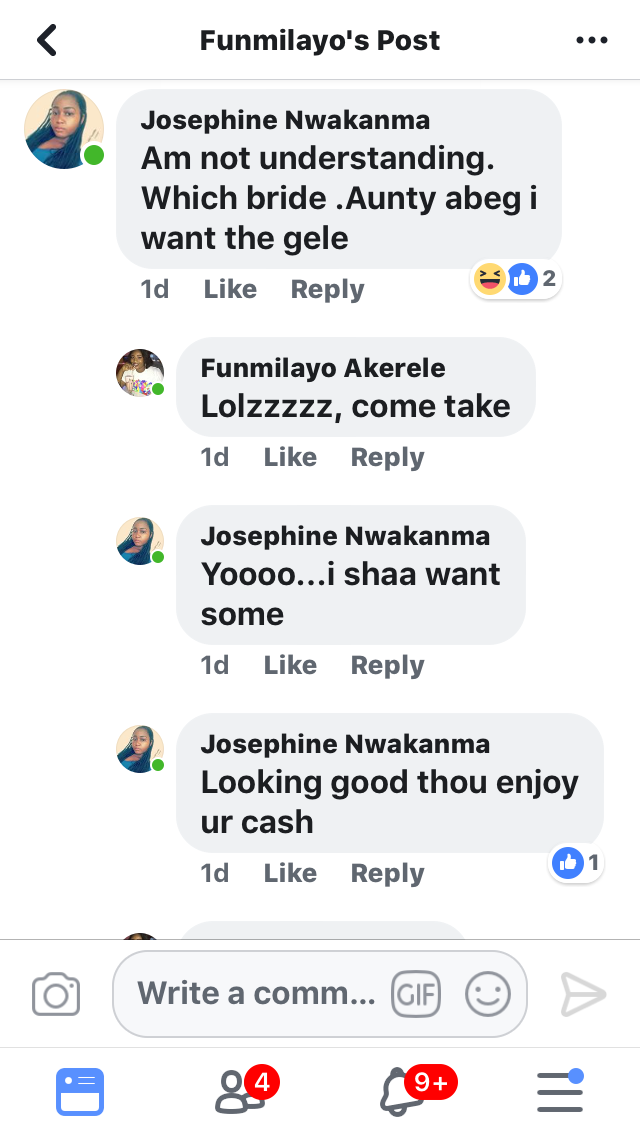 Funmilayo's Post
Josephine Nwakanma
Am not understanding.
Which bride .Aunty abeg i
want the gele
1d Like Reply
2
Funmilayo Akerele
Lolzzzzz, come take
1d Like Reply
Josephine Nwakanma
Yoooo...i shaa want
some
1d Like Reply
Josephine Nwakanma
Looking good thou enjoy
ur cash
1d Like Reply
1
Write a comm...
GIF
4
9+